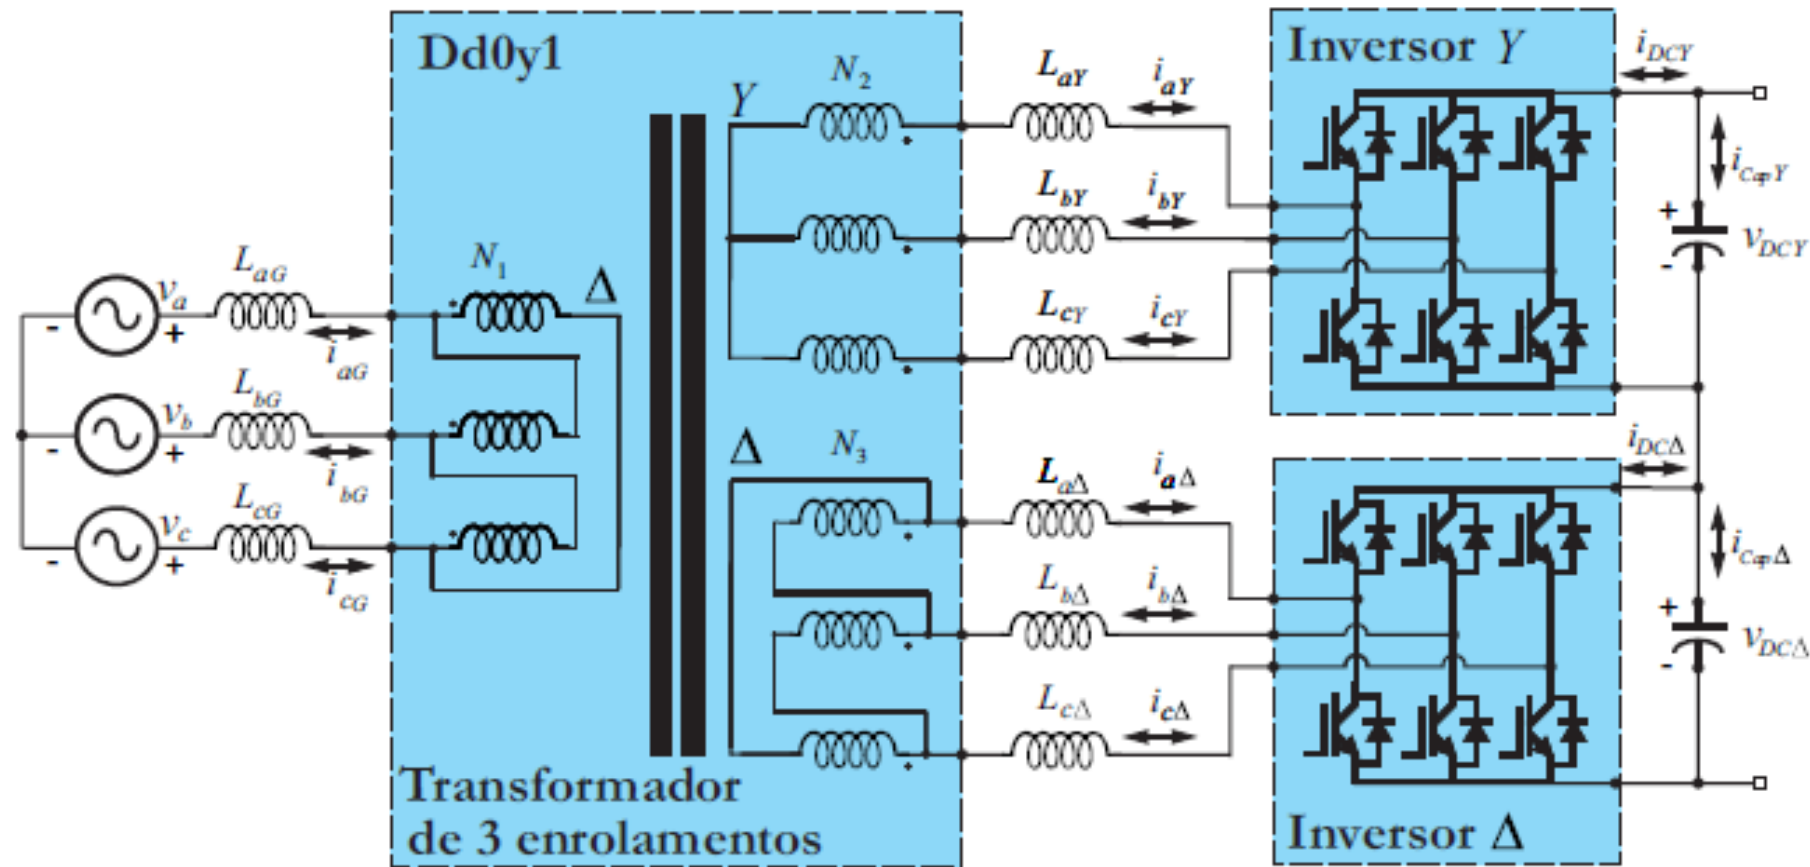 Dd0y1
N₂
Y
L_aY
i_aY
Inversor Y
i_DCY
L_bY
i_bY
i_CapY
+
v_DCY
-
L_cY
i_cY
L_aG
N₁
Δ
v_a
-
+
i_aG
L_bG
v_b
-
+
i_bG
L_cG
v_c
-
+
i_cG
Δ
N₃
L_aΔ
i_aΔ
i_DCΔ
L_bΔ
i_bΔ
i_CapΔ
+
v_DCΔ
-
L_cΔ
i_cΔ
Transformador
de 3 enrolamentos
Inversor Δ